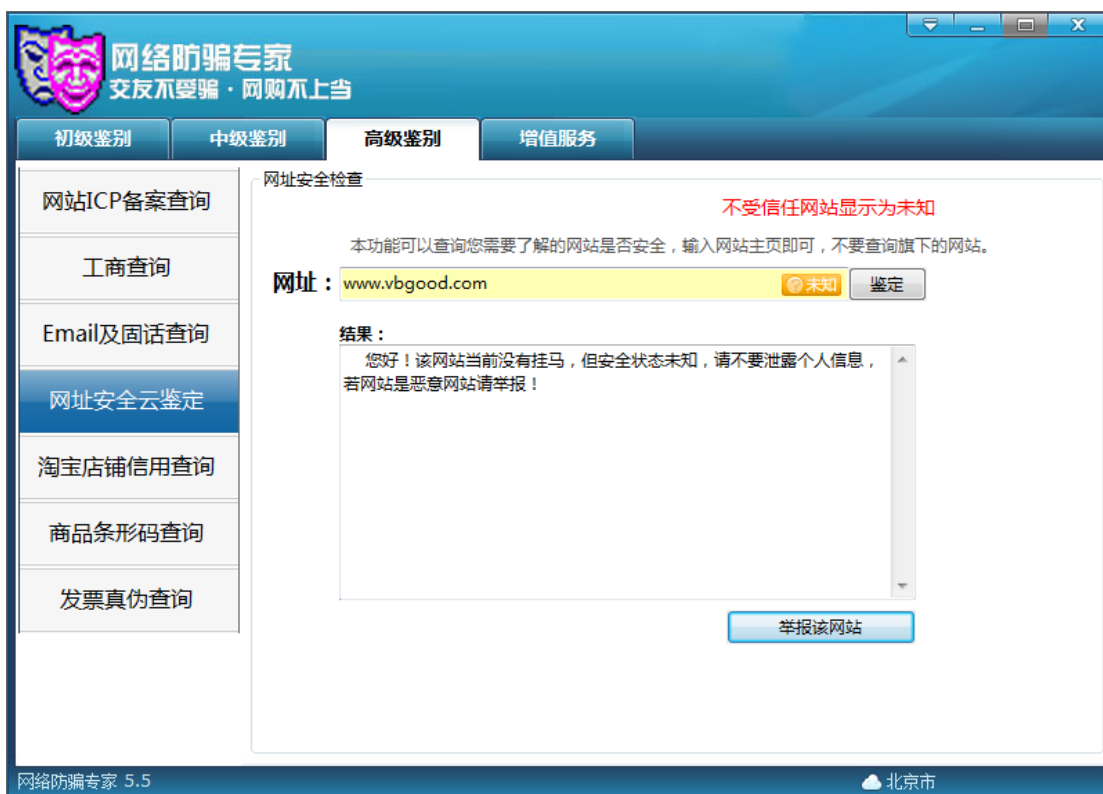 网络防骗专家
交友不受骗·网购不上当
初级鉴别
中级鉴别
高级鉴别
增值服务
网站ICP备案查询
工商查询
Email及固话查询
网址安全云鉴定
淘宝店铺信用查询
商品条形码查询
发票真伪查询
网址安全检查
不受信任网站显示为未知
本功能可以查询您需要了解的网站是否安全，输入网站主页即可，不要查询旗下的网站。
网址：
www.vbgood.com
未知
鉴定
结果：
您好！该网站当前没有挂马，但安全状态未知，请不要泄露个人信息，
若网站是恶意网站请举报！
举报该网站
网络防骗专家 5.5
北京市